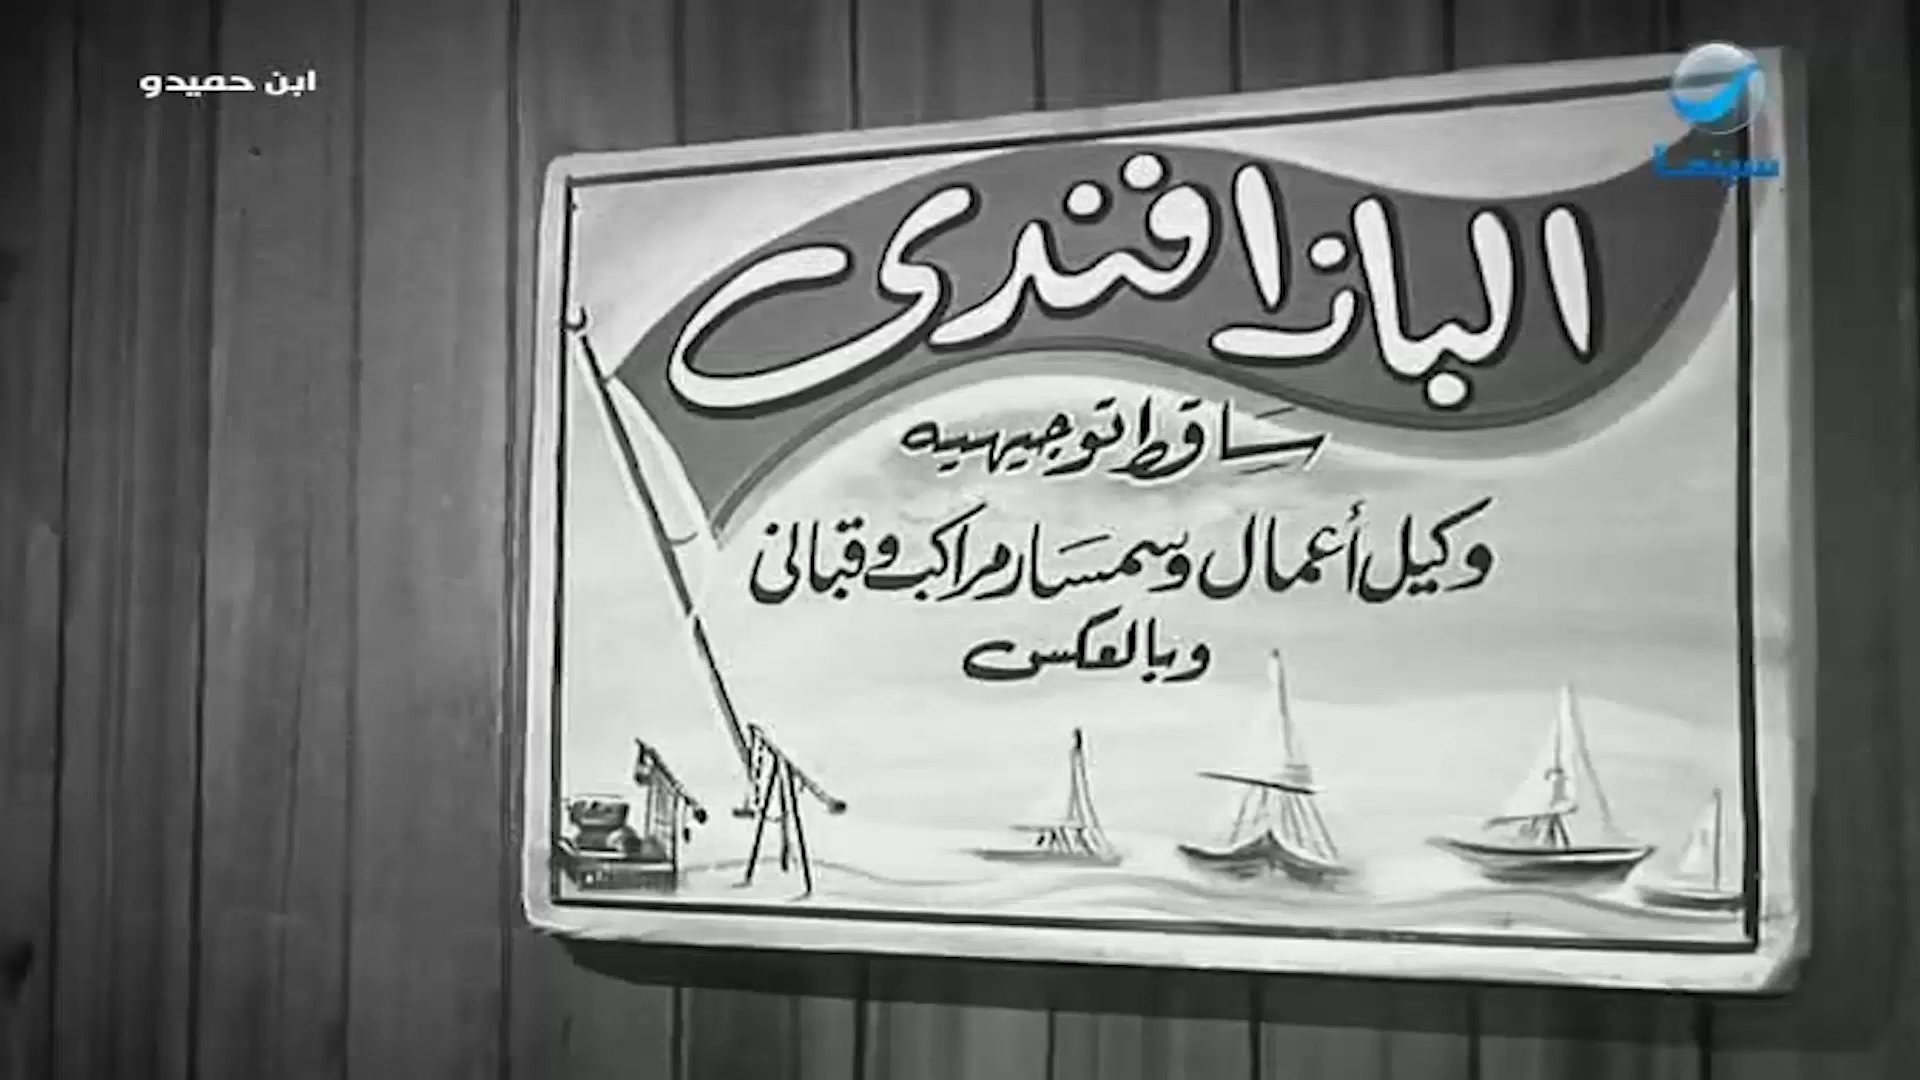 ابن حميدو
سينما
الباز افندى
ساقط توجيهيه
وكيل أعمال وسمسار مراكب وقبانى
وبالعكس